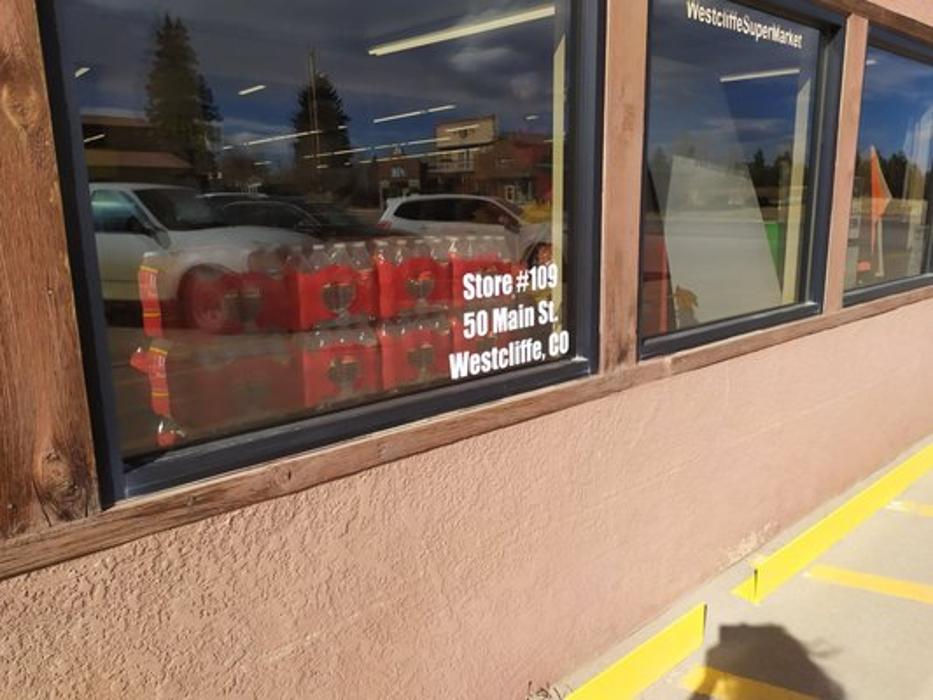 WestcliffeSuperMarket
Store #109
50 Main St.
Westcliffe, CO